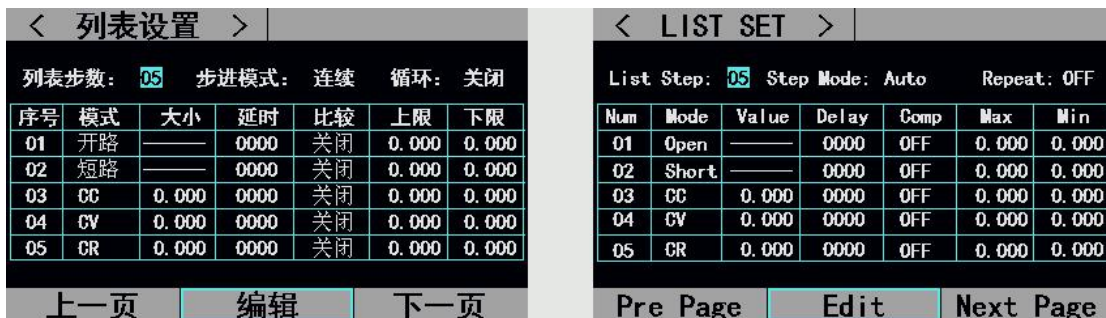 < 列表设置 >
列表步数： 05 步进模式： 连续 循环： 关闭
序号 模式 大小 延时 比较 上限 下限
01 开路 —— 0000 关闭 0.000 0.000
02 短路 —— 0000 关闭 0.000 0.000
03 CC 0.000 0000 关闭 0.000 0.000
04 CV 0.000 0000 关闭 0.000 0.000
05 CR 0.000 0000 关闭 0.000 0.000
上一页 编辑 下一页
< LIST SET >
List Step: 05 Step Mode: Auto Repeat: OFF
Num Mode Value Delay Comp Max Min
01 Open —— 0000 OFF 0.000 0.000
02 Short —— 0000 OFF 0.000 0.000
03 CC 0.000 0000 OFF 0.000 0.000
04 CV 0.000 0000 OFF 0.000 0.000
05 CR 0.000 0000 OFF 0.000 0.000
Pre Page Edit Next Page